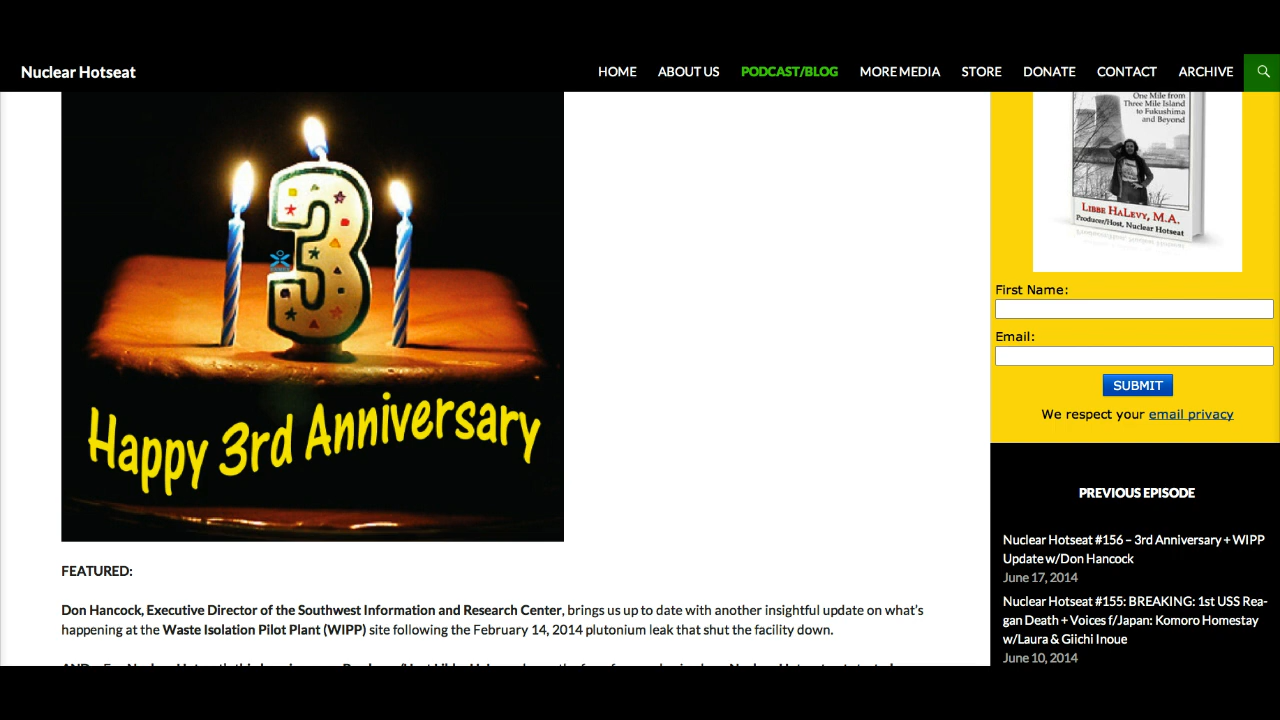 Nuclear Hotseat
HOME ABOUT US PODCAST/BLOG MORE MEDIA STORE DONATE CONTACT ARCHIVE
3
Happy 3rd Anniversary
FEATURED:
Don Hancock, Executive Director of the Southwest Information and Research Center, brings us up to date with another insightful update on what's
happening at the Waste Isolation Pilot Plant (WIPP) site following the February 14, 2014 plutonium leak that shut the facility down.
One Mile from
Three Mile Island
to Fukushima
and Beyond
LIBBE HALEVY, M.A.
Producer/Host, Nuclear Hotseat
First Name:
Email:
SUBMIT
We respect your email privacy
PREVIOUS EPISODE
Nuclear Hotseat #156 – 3rd Anniversary + WIPP
Update w/Don Hancock
June 17, 2014
Nuclear Hotseat #155: BREAKING: 1st USS Rea-
gan Death + Voices f/Japan: Komoro Homestay
w/Laura & Giichi Inoue
June 10, 2014